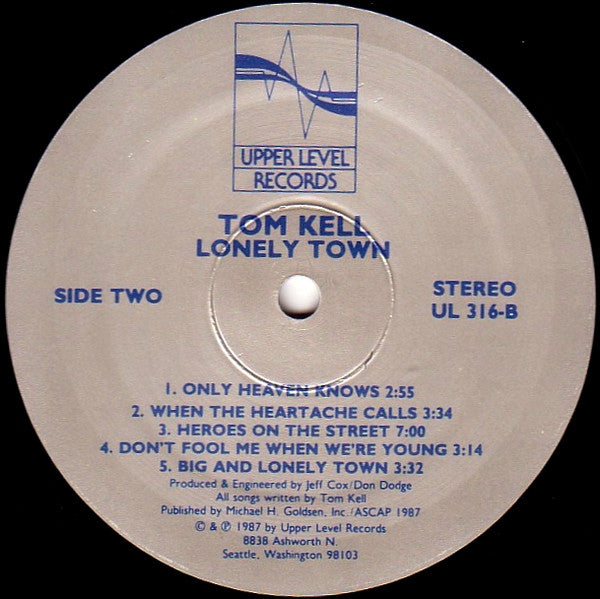 UPPER LEVEL
RECORDS
TOM KELL
LONELY TOWN
SIDE TWO
STEREO
UL 316-B
1. ONLY HEAVEN KNOWS 2:55
2. WHEN THE HEARTACHE CALLS 3:34
3. HEROES ON THE STREET 7:00
4. DON'T FOOL ME WHEN WE'RE YOUNG 3:14
5. BIG AND LONELY TOWN 3:32
Produced & Engineered by Jeff Cox/Don Dodge
All songs written by Tom Kell
Published by Michael H. Goldsen, Inc./ASCAP 1987
© & ℗ 1987 by Upper Level Records
8838 Ashworth N.
Seattle, Washington 98103